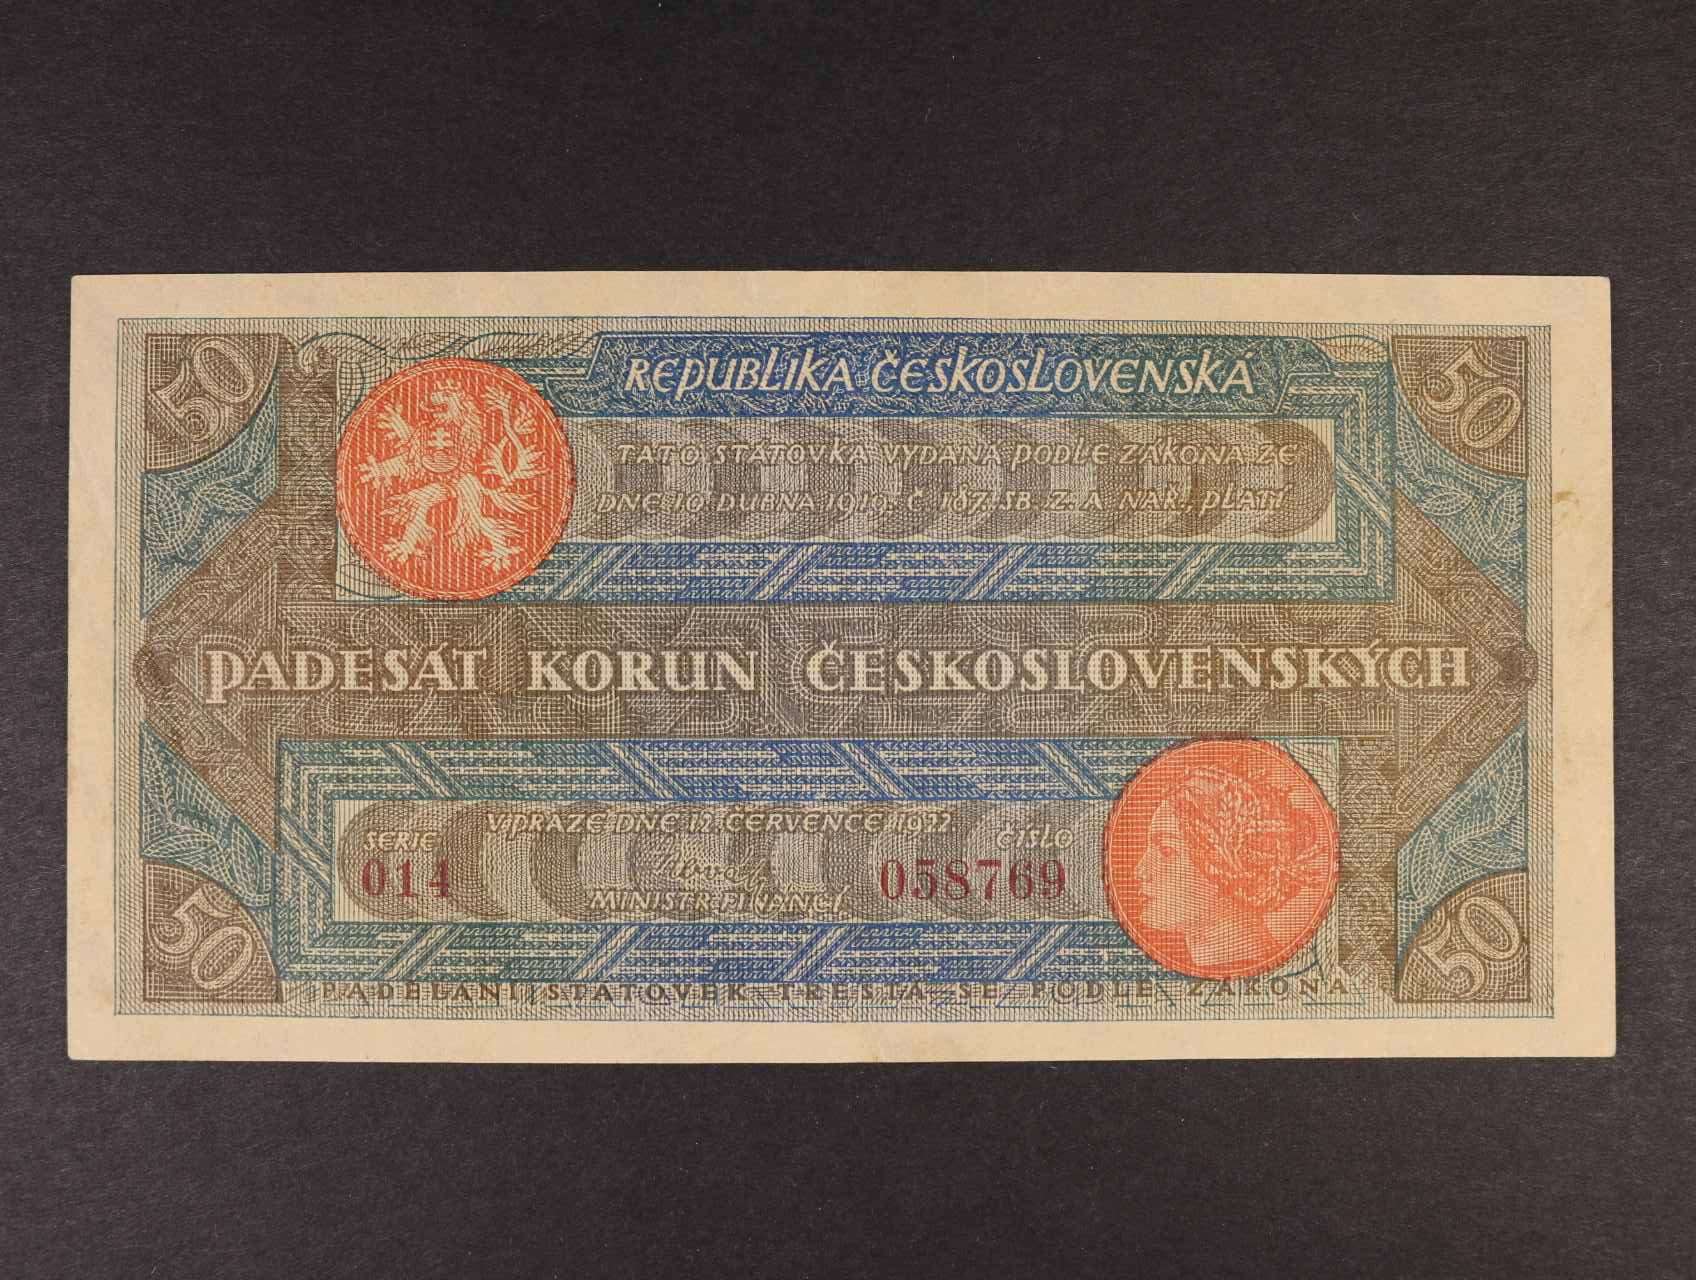 50
50
REPUBLIKA ČESKOSLOVENSKÁ
TATO STÁTOVKA VYDANÁ PODLE ZÁKONA ZE
DNE 10. DUBNA 1919. Č. 187. SB. Z. A NAŘ, PLATÍ
PADESÁT KORUN ČESKOSLOVENSKÝCH
SERIE V PRAZE DNE 12. ČERVENCE 1922. ČÍSLO
014 Novák 058769
MINISTR FINANCÍ
50
50
PADĚLÁNÍ STÁTOVEK TRESTÁ SE PODLE ZÁKONA